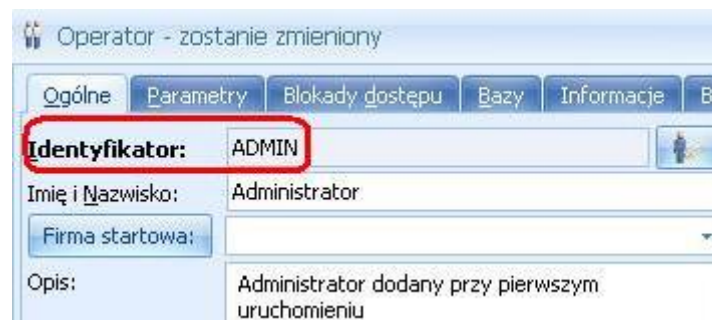 Operator - zostanie zmieniony
Ogólne Parametry Blokady dostępu Bazy Informacje B
Identyfikator: ADMIN
Imię i Nazwisko: Administrator
Firma startowa:
Opis: Administrator dodany przy pierwszym
uruchomieniu